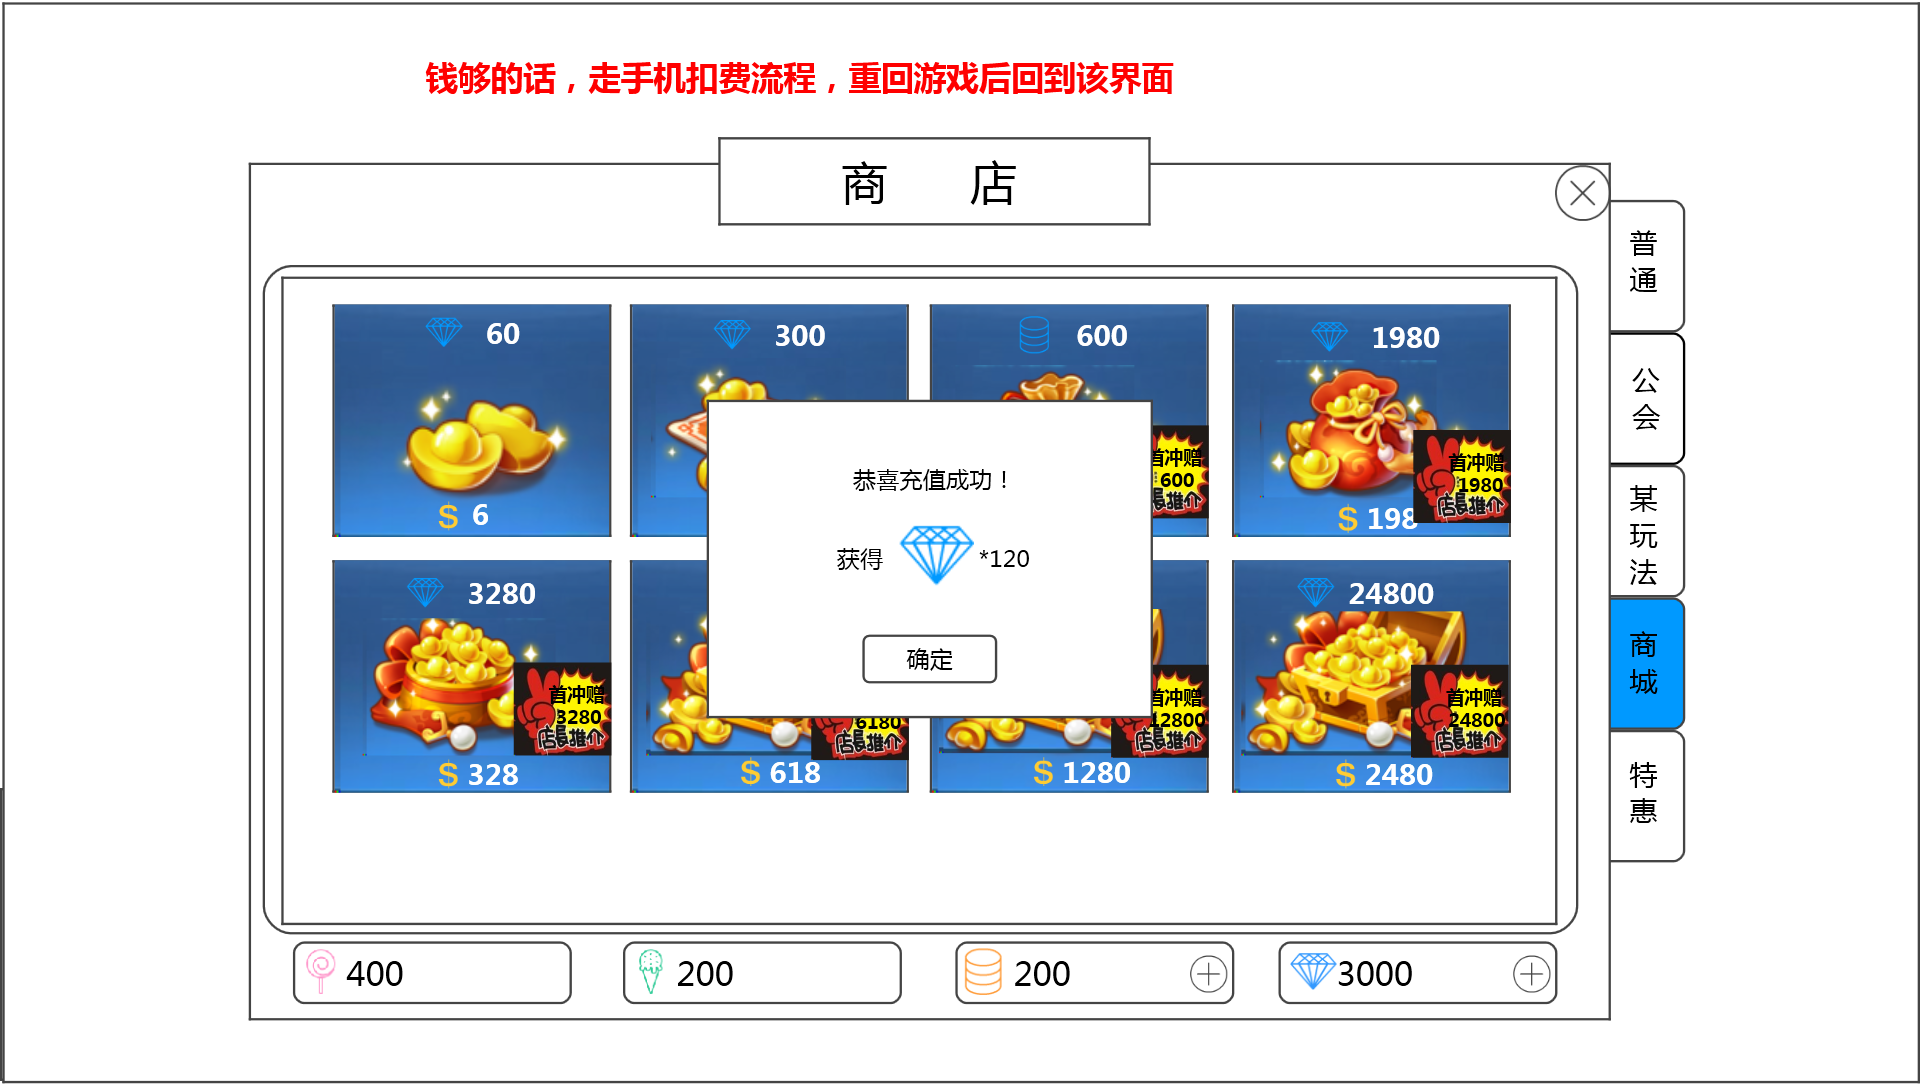 钱够的话，走手机扣费流程，重回游戏后回到该界面
商 店
普通
公会
某玩法
商城
特惠
60
300
600
1980
$ 6
首冲赠
600
店長推介
$ 198
首冲赠
1980
店長推介
恭喜充值成功！
获得 *120
确定
3280
24800
$ 328
首冲赠
3280
店長推介
$ 618
6180
店長推介
$ 1280
首冲赠
12800
店長推介
$ 2480
首冲赠
24800
店長推介
400
200
200
3000